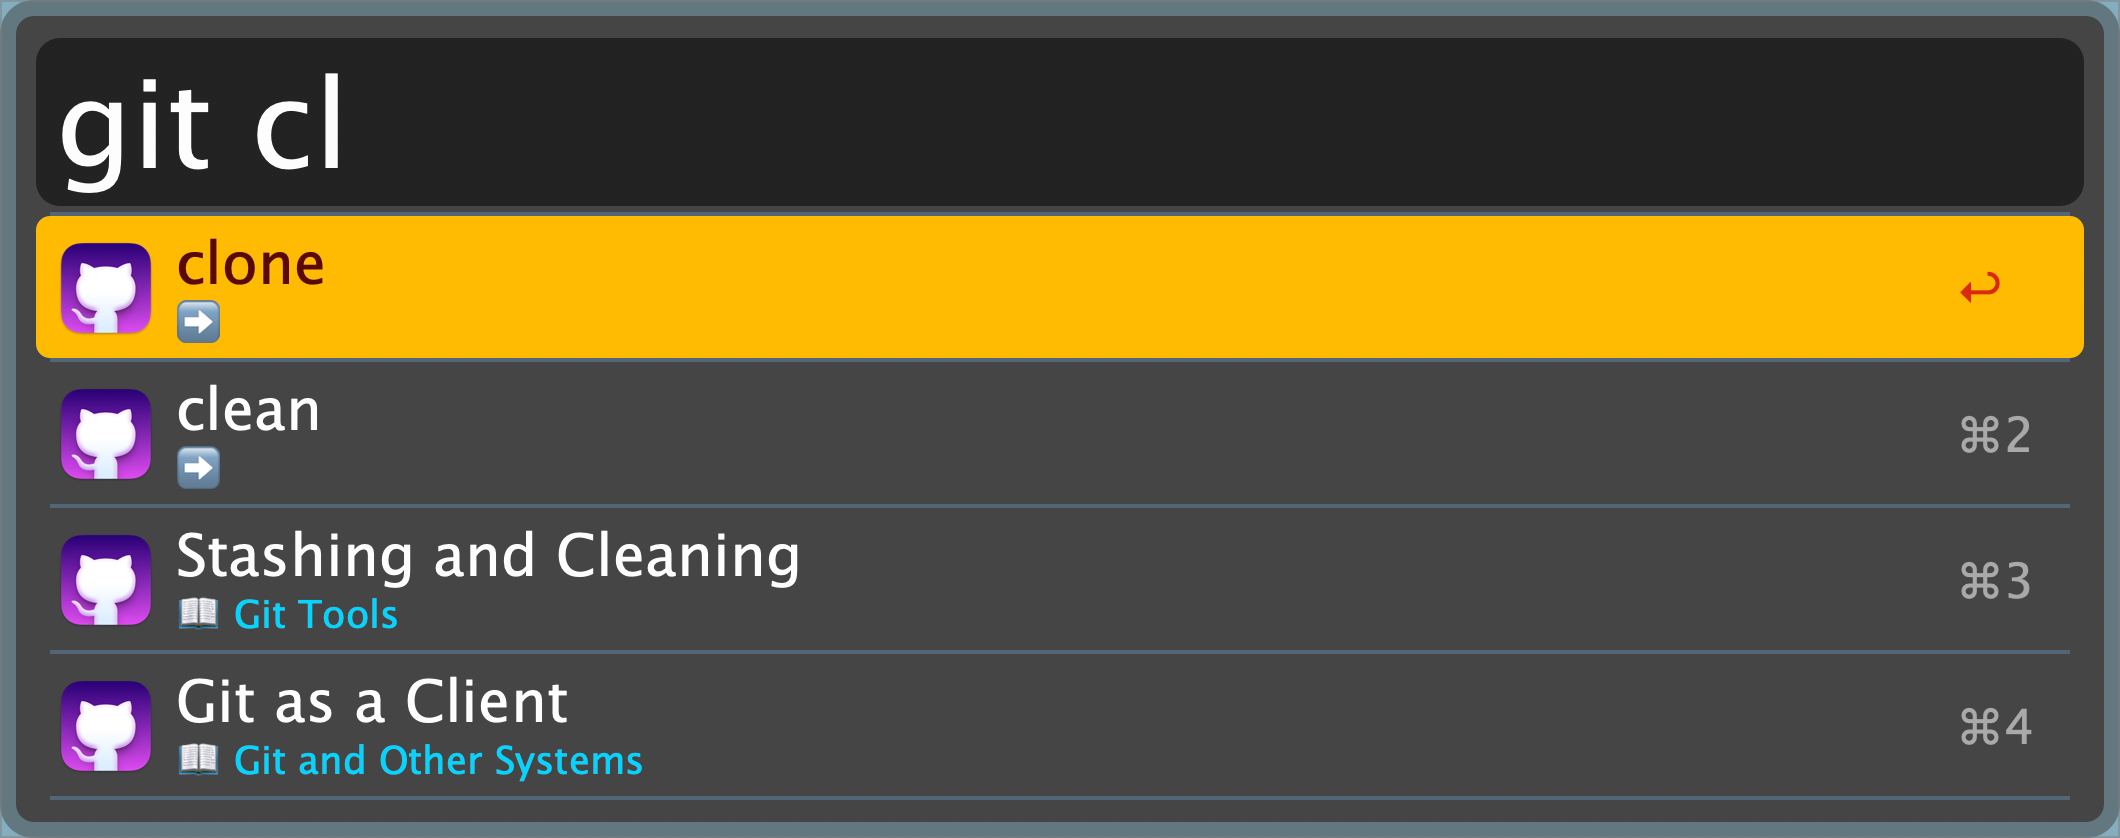 git cl
clone
↩
➡️
clean
⌘2
➡️
Stashing and Cleaning
⌘3
📖 Git Tools
Git as a Client
⌘4
📖 Git and Other Systems